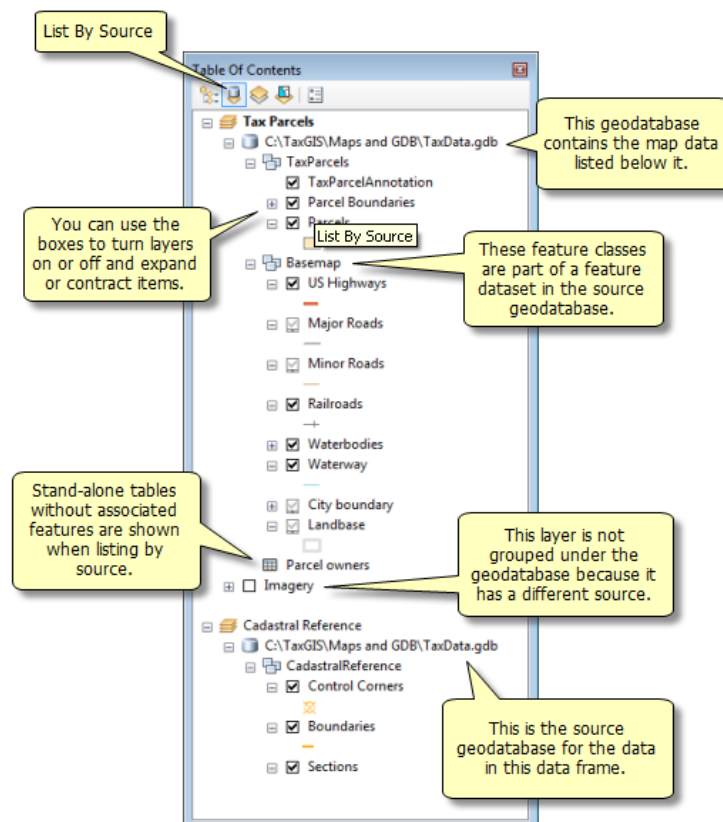 List By Source
Table Of Contents
Tax Parcels
C:\TaxGIS\Maps and GDB\TaxData.gdb
This geodatabase
contains the map data
listed below it.
TaxParcels
TaxParcelAnnotation
Parcel Boundaries
Parcels
List By Source
You can use the
boxes to turn layers
on or off and expand
or contract items.
Basemap
These feature classes
are part of a feature
dataset in the source
geodatabase.
US Highways
Major Roads
Minor Roads
Railroads
Waterbodies
Waterway
City boundary
Landbase
Stand-alone tables
without associated
features are shown
when listing by
source.
Parcel owners
Imagery
This layer is not
grouped under the
geodatabase because it
has a different source.
Cadastral Reference
C:\TaxGIS\Maps and GDB\TaxData.gdb
CadastralReference
Control Corners
Boundaries
Sections
This is the source
geodatabase for the data
in this data frame.